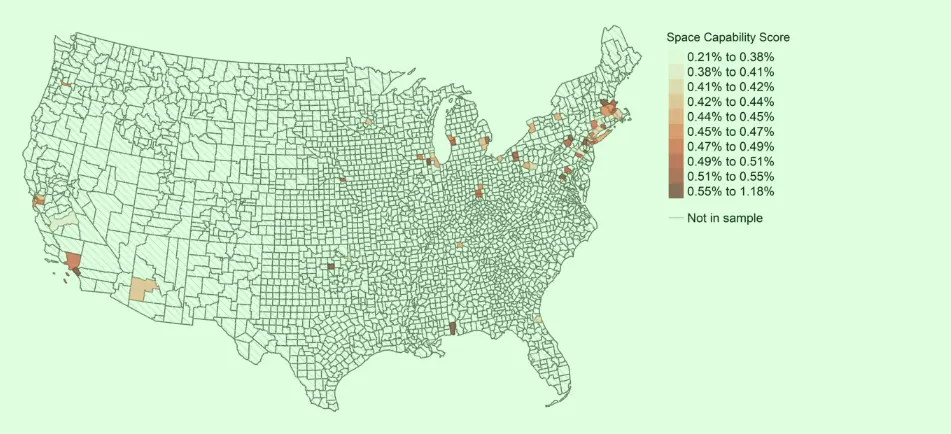 Space Capability Score
0.21% to 0.38%
0.38% to 0.41%
0.41% to 0.42%
0.42% to 0.44%
0.44% to 0.45%
0.45% to 0.47%
0.47% to 0.49%
0.49% to 0.51%
0.51% to 0.55%
0.55% to 1.18%
Not in sample